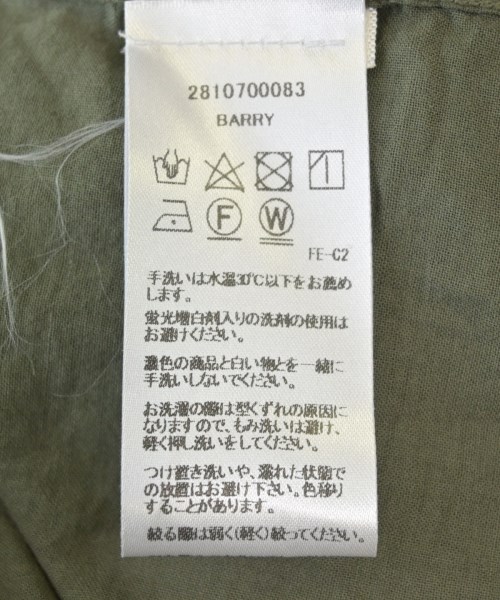 2810700083
BARRY
F
W
FE-C2
手洗いは水温30℃以下をお薦め
します。
蛍光増白剤入りの洗剤の使用は
お避けください。
濃色の商品と白い物とを一緒に
手洗いしないでください。
お洗濯の際は型くずれの原因に
なりますので、もみ洗いは避け、
軽く押し洗いをしてください。
つけ置き洗いや、濡れた状態で
の放置はお避け下さい。色移り
することがあります。
絞る際は弱く(軽く)絞ってください。